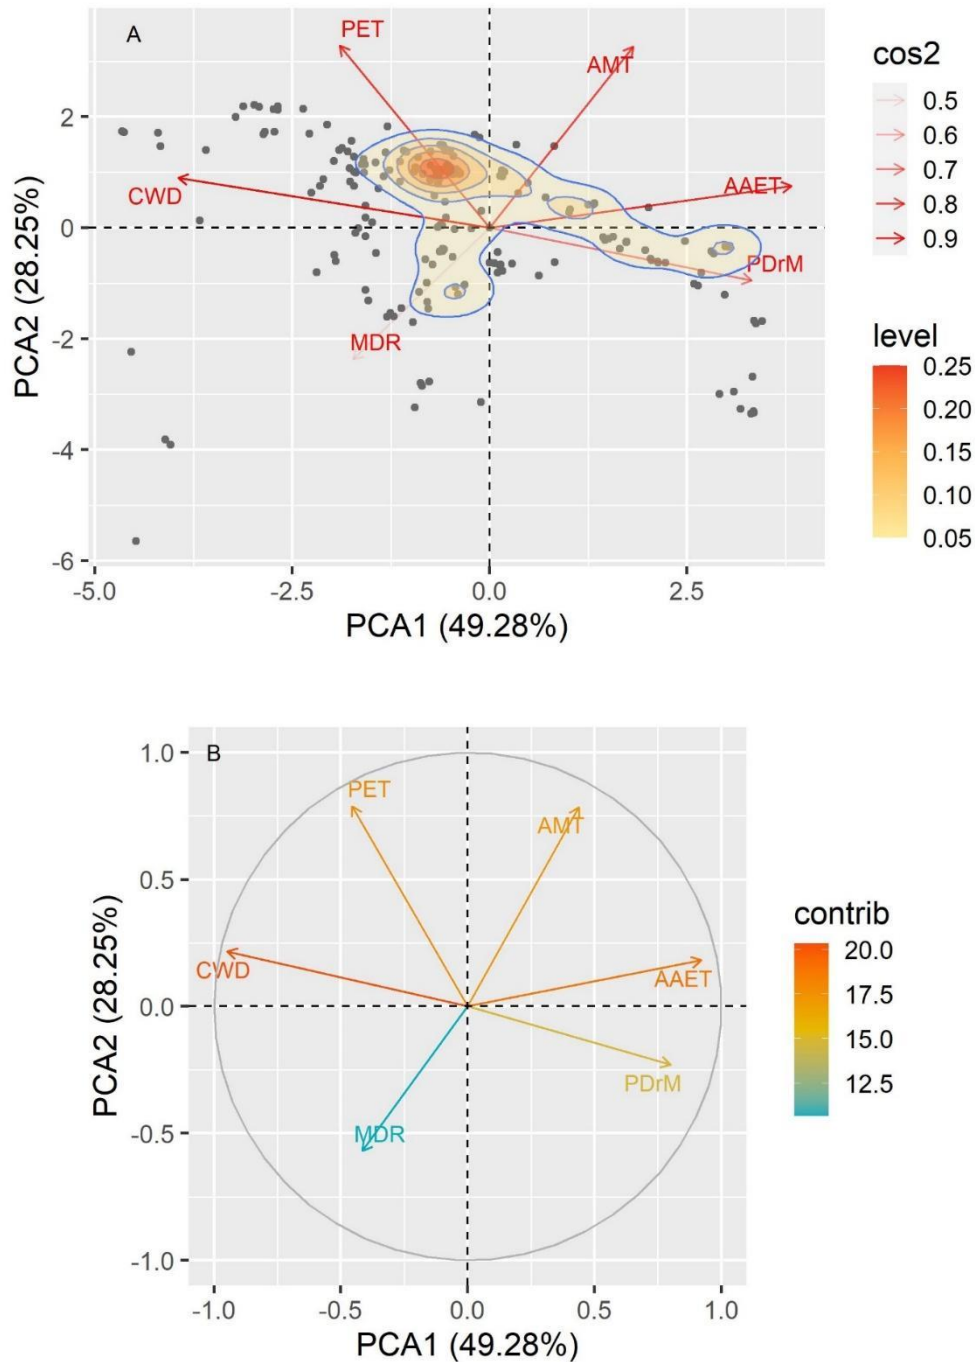 A
PET
AMT
CWD
AAET
PDrM
MDR
2
0
-2
-4
-6
-5.0
-2.5
0.0
2.5
PCA1 (49.28%)
PCA2 (28.25%)
cos2
0.5
0.6
0.7
0.8
0.9
level
0.25
0.20
0.15
0.10
0.05
B
PET
AMT
CWD
AAET
PDrM
MDR
1.0
0.5
0.0
-0.5
-1.0
-1.0
-0.5
0.0
0.5
1.0
PCA1 (49.28%)
PCA2 (28.25%)
contrib
20.0
17.5
15.0
12.5